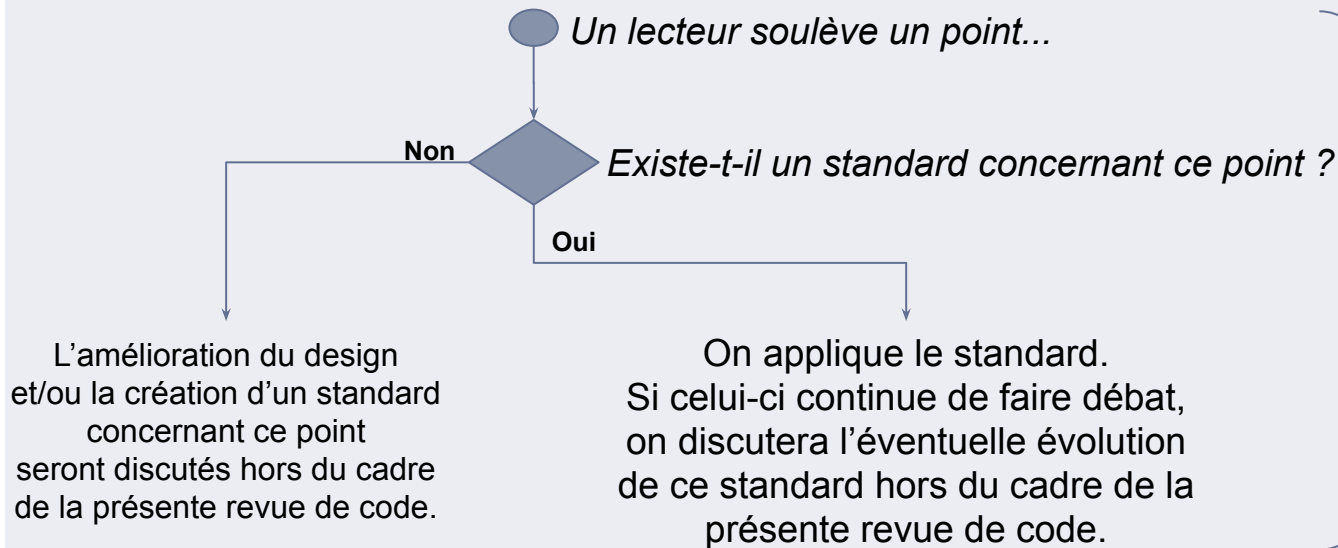 Un lecteur soulève un point...
Non
Existe-t-il un standard concernant ce point ?
Oui
L’amélioration du design
et/ou la création d’un standard
concernant ce point
seront discutés hors du cadre
de la présente revue de code.
On applique le standard.
Si celui-ci continue de faire débat,
on discutera l’éventuelle évolution
de ce standard hors du cadre de la
présente revue de code.